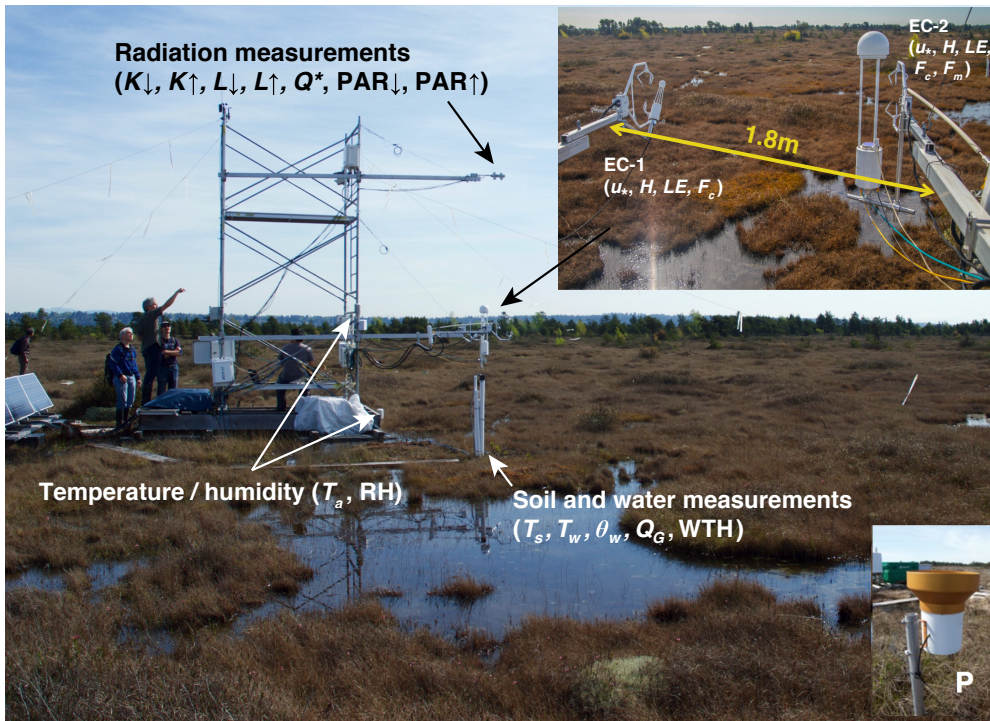 Radiation measurements
(K↓, K↑, L↓, L↑, Q*, PAR↓, PAR↑)
EC-2
(u*, H, LE,
Fc, Fm)
1.8m
EC-1
(u*, H, LE, Fc)
Temperature / humidity (Ta, RH)
Soil and water measurements
(Ts, Tw, θw, QG, WTH)
P